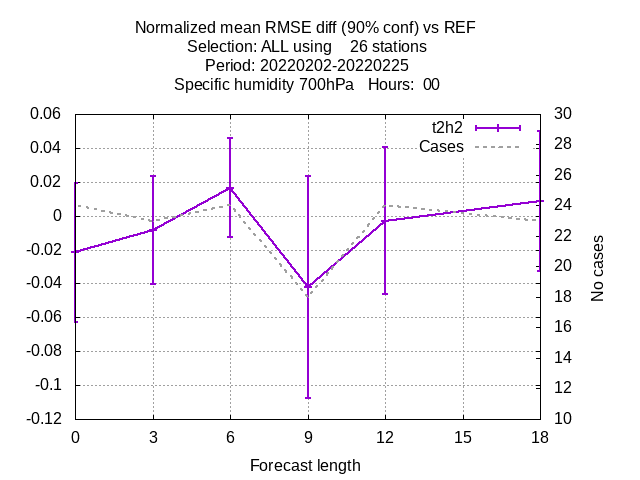 Normalized mean RMSE diff (90% conf) vs REF
Selection: ALL using    26 stations
Period: 20220202-20220225
Specific humidity 700hPa   Hours:  00
t2h2
Cases
0.06
0.04
0.02
0
-0.02
-0.04
-0.06
-0.08
-0.1
-0.12
30
28
26
24
22
20
18
16
14
12
10
No cases
0 3 6 9 12 15 18
Forecast length